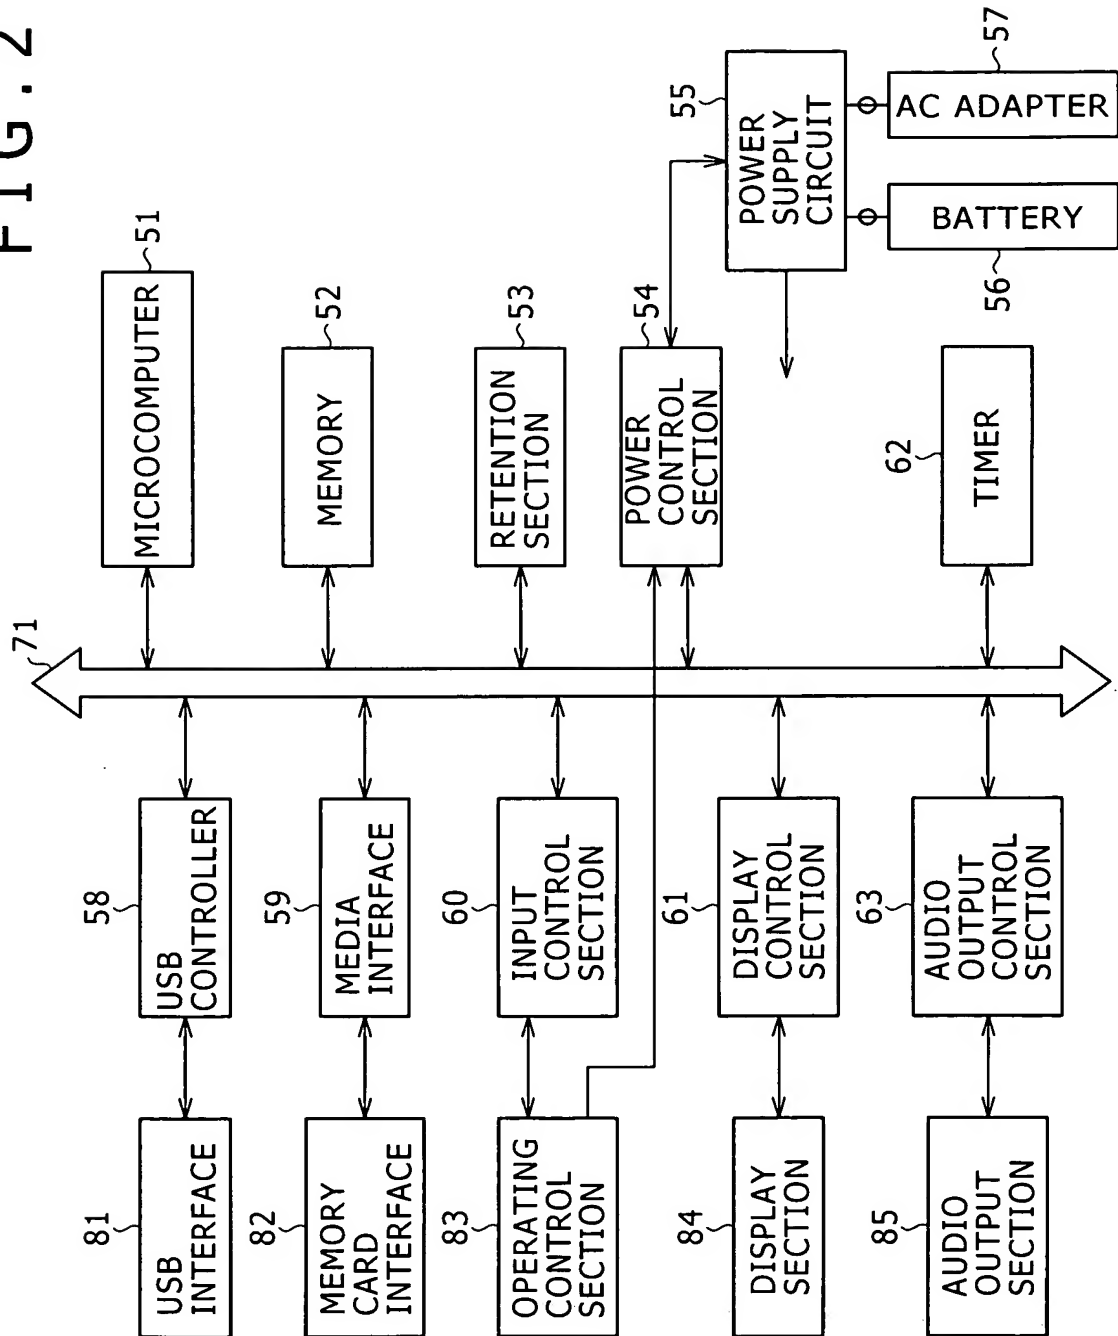 FIG. 2
51
MICROCOMPUTER
52
MEMORY
53
RETENTION
SECTION
54
POWER
CONTROL
SECTION
55
POWER
SUPPLY
CIRCUIT
57
AC ADAPTER
BATTERY
56
62
TIMER
71
58
USB
CONTROLLER
59
MEDIA
INTERFACE
60
INPUT
CONTROL
SECTION
61
DISPLAY
CONTROL
SECTION
63
AUDIO
OUTPUT
CONTROL
SECTION
81
USB
INTERFACE
82
MEMORY
CARD
INTERFACE
83
OPERATING
CONTROL
SECTION
84
DISPLAY
SECTION
85
AUDIO
OUTPUT
SECTION